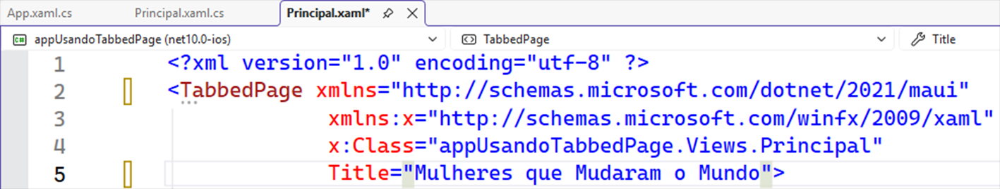 App.xaml.cs Principal.xaml.cs Principal.xaml*
C# appUsandoTabbedPage (net10.0-ios) TabbedPage Title
1 <?xml version="1.0" encoding="utf-8" ?>
2 <TabbedPage xmlns="http://schemas.microsoft.com/dotnet/2021/maui"
3 xmlns:x="http://schemas.microsoft.com/winfx/2009/xaml"
4 x:Class="appUsandoTabbedPage.Views.Principal"
5 Title="Mulheres que Mudaram o Mundo">